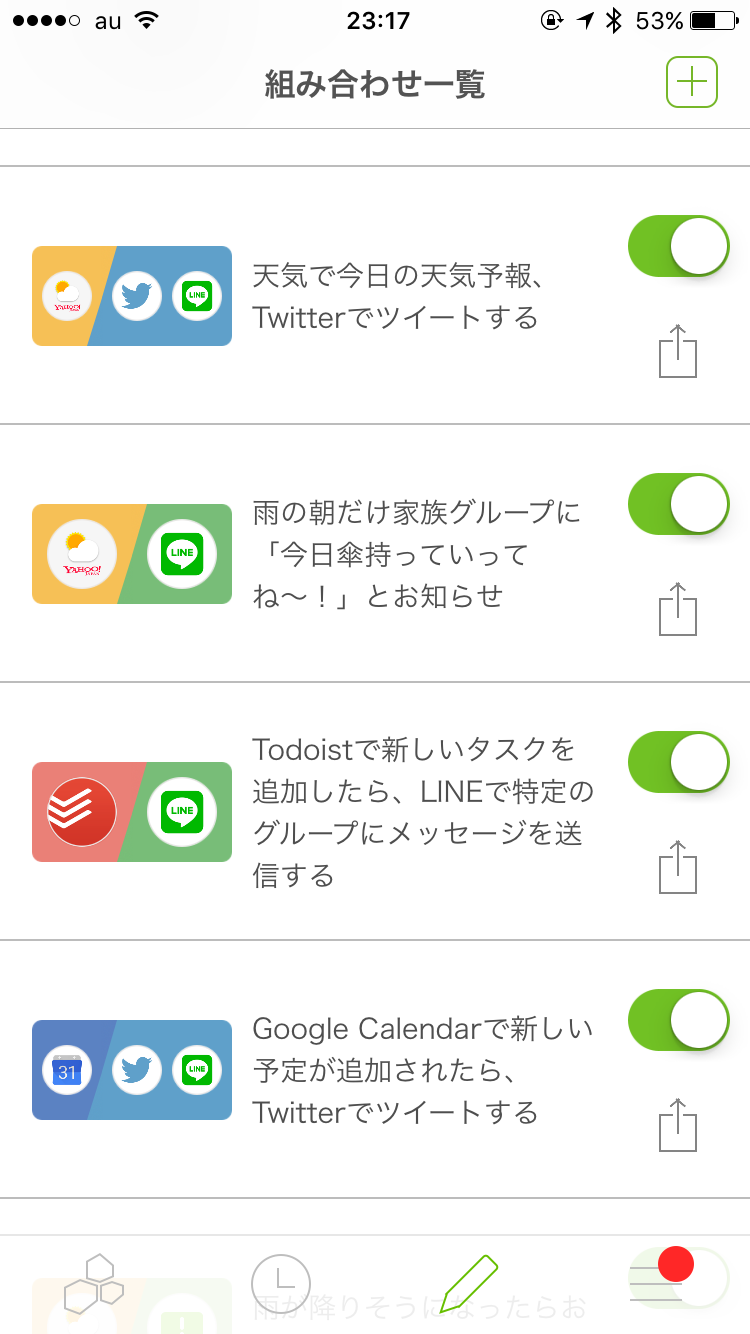 au 23:17 53%
組み合わせ一覧
天気で今日の天気予報、
Twitterでツイートする
YAHOO!
LINE
雨の朝だけ家族グループに
「今日傘持っていって
ね〜！」とお知らせ
YAHOO!
JAPAN
LINE
Todoistで新しいタスクを
追加したら、LINEで特定の
グループにメッセージを送
信する
LINE
Google Calendarで新しい
予定が追加されたら、
Twitterでツイートする
31
LINE
雨が降りそうになったらお